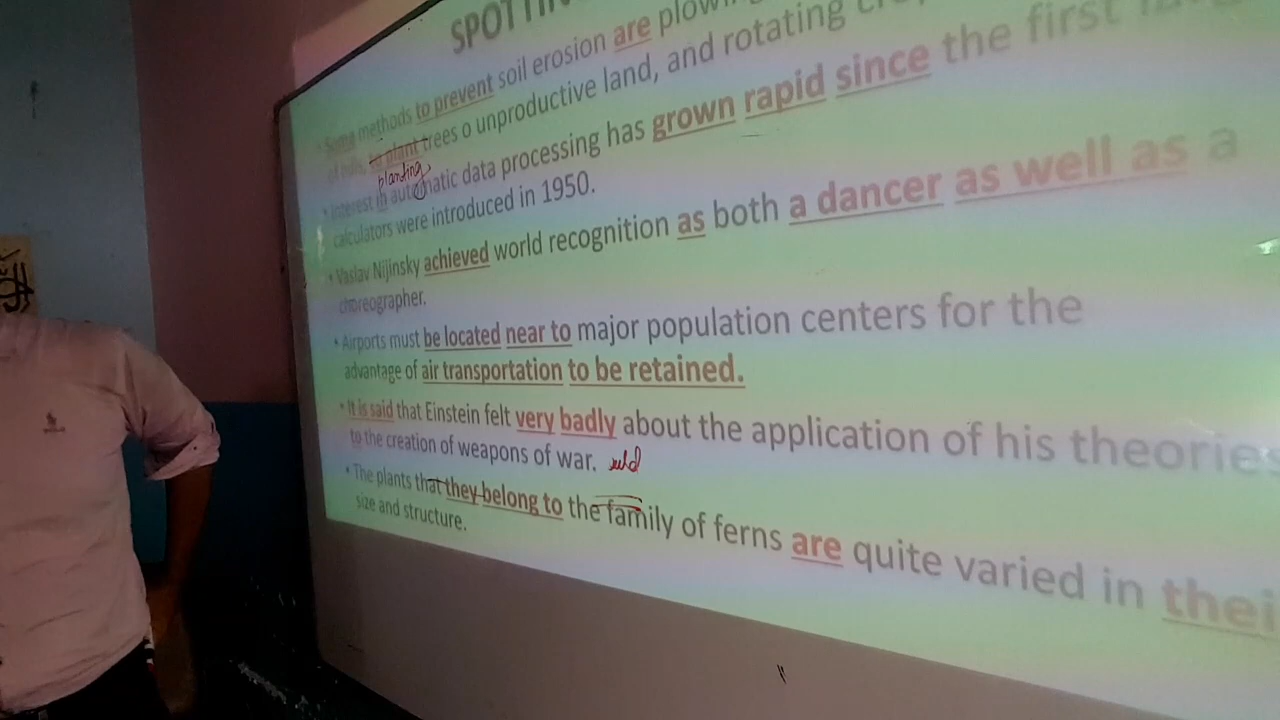 SPOTTIN
• Some methods to prevent soil erosion are plowing
of hills, to plant trees o unproductive land, and rotating
planting
• Interest in automatic data processing has grown rapid since the first
calculators were introduced in 1950.
• Vaslav Nijinsky achieved world recognition as both a dancer as well as a
choreographer.
• Airports must be located near to major population centers for the
advantage of air transportation to be retained.
• It is said that Einstein felt very badly about the application of his theories
to the creation of weapons of war.
• The plants that they belong to the family of ferns are quite varied in thei
size and structure.